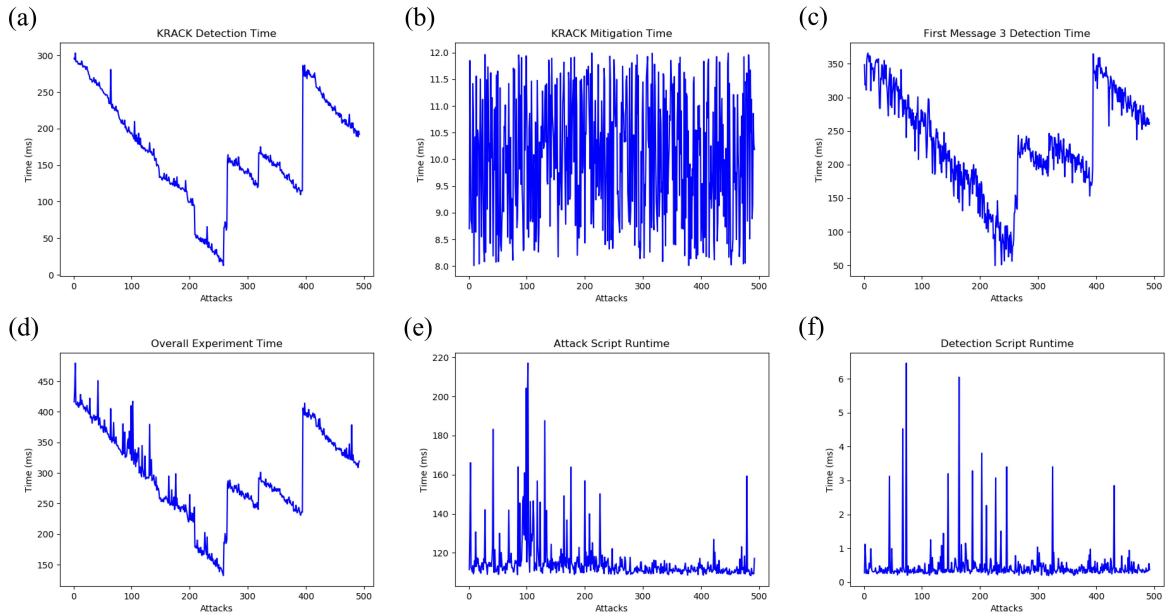 (a)
KRACK Detection Time
300
250
200
150
100
50
0
Time (ms)
0 100 200 300 400 500
Attacks
(b)
KRACK Mitigation Time
12.0
11.5
11.0
10.5
10.0
9.5
9.0
8.5
8.0
Time (ms)
0 100 200 300 400 500
Attacks
(c)
First Message 3 Detection Time
350
300
250
200
150
100
50
Time (ms)
0 100 200 300 400 500
Attacks
(d)
Overall Experiment Time
450
400
350
300
250
200
150
Time (ms)
0 100 200 300 400 500
Attacks
(e)
Attack Script Runtime
220
200
180
160
140
120
Time (ms)
0 100 200 300 400 500
Attacks
(f)
Detection Script Runtime
6
5
4
3
2
1
0
Time (ms)
0 100 200 300 400 500
Attacks